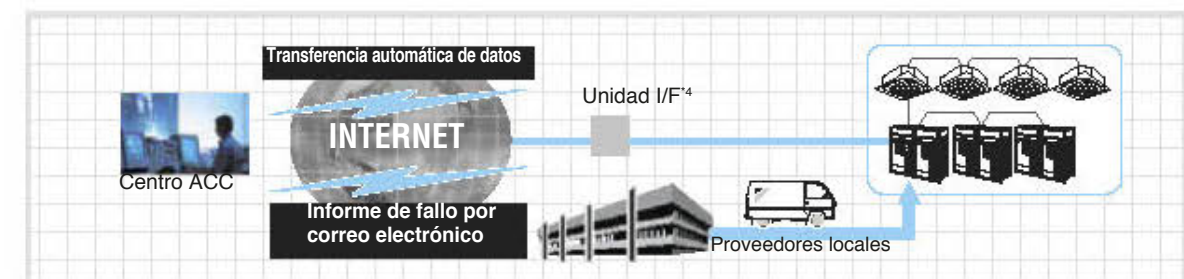 Transferencia automática de datos
Unidad I/F*4
INTERNET
Centro ACC
Informe de fallo por
correo electrónico
Proveedores locales